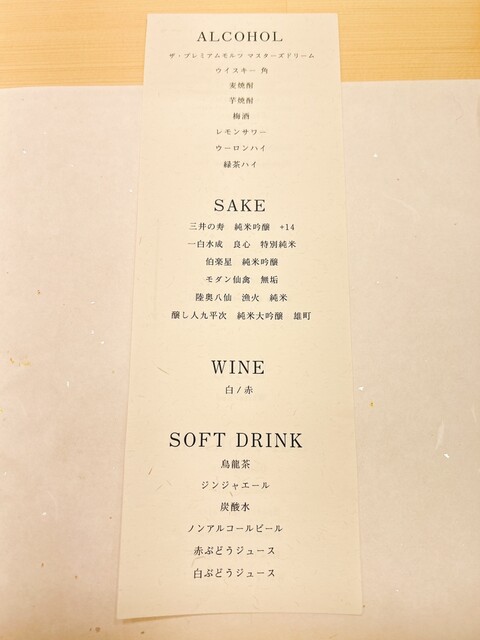 ALCOHOL
ザ・プレミアムモルツ マスターズドリーム
ウイスキー 角
麦焼酎
芋焼酎
梅酒
レモンサワー
ウーロンハイ
緑茶ハイ
SAKE
三井の寿 純米吟醸 +14
一白水成 良心 特別純米
伯楽星 純米吟醸
モダン仙禽 無垢
陸奥八仙 漁火 純米
醸し人九平次 純米大吟醸 雄町
WINE
白/赤
SOFT DRINK
烏龍茶
ジンジャエール
炭酸水
ノンアルコールビール
赤ぶどうジュース
白ぶどうジュース